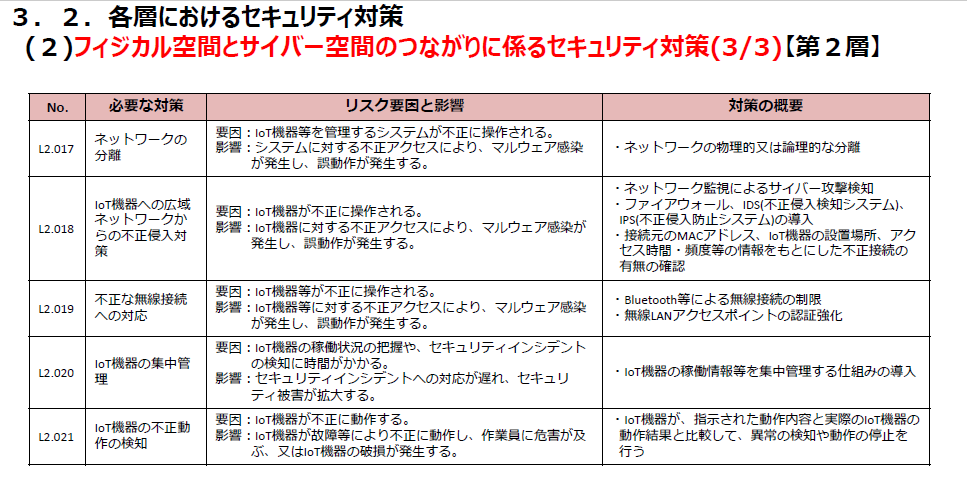 ３．２．各層におけるセキュリティ対策
(２)フィジカル空間とサイバー空間のつながりに係るセキュリティ対策(3/3)【第２層】
No.
必要な対策
リスク要因と影響
対策の概要
L2.017
ネットワークの
分離
要因：IoT機器等を管理するシステムが不正に操作される。
影響：システムに対する不正アクセスにより、マルウェア感染
が発生し、誤動作が発生する。
・ネットワークの物理的又は論理的な分離
L2.018
IoT機器への広域
ネットワークか
らの不正侵入対
策
要因：IoT機器が不正に操作される。
影響：IoT機器に対する不正アクセスにより、マルウェア感染が
発生し、誤動作が発生する。
・ネットワーク監視によるサイバー攻撃検知
・ファイアウォール、IDS(不正侵入検知システム)、
IPS(不正侵入防止システム)の導入
・接続元のMACアドレス、IoT機器の設置場所、アク
セス時間・頻度等の情報をもとにした不正接続の
有無の確認
L2.019
不正な無線接続
への対応
要因：IoT機器等が不正に操作される。
影響：IoT機器等に対する不正アクセスにより、マルウェア感染
が発生し、誤動作が発生する。
・Bluetooth等による無線接続の制限
・無線LANアクセスポイントの認証強化
L2.020
IoT機器の集中管
理
要因：IoT機器の稼働状況の把握や、セキュリティインシデント
の検知に時間がかかる。
影響：セキュリティインシデントへの対応が遅れ、セキュリ
ティ被害が拡大する。
・IoT機器の稼働情報等を集中管理する仕組みの導入
L2.021
IoT機器の不正動
作の検知
要因：IoT機器が不正に動作する。
影響：IoT機器が故障等により不正に動作し、作業員に危害が及
ぶ、又はIoT機器の破損が発生する。
・IoT機器が、指示された動作内容と実際のIoT機器の
動作結果と比較して、異常の検知や動作の停止を
行う